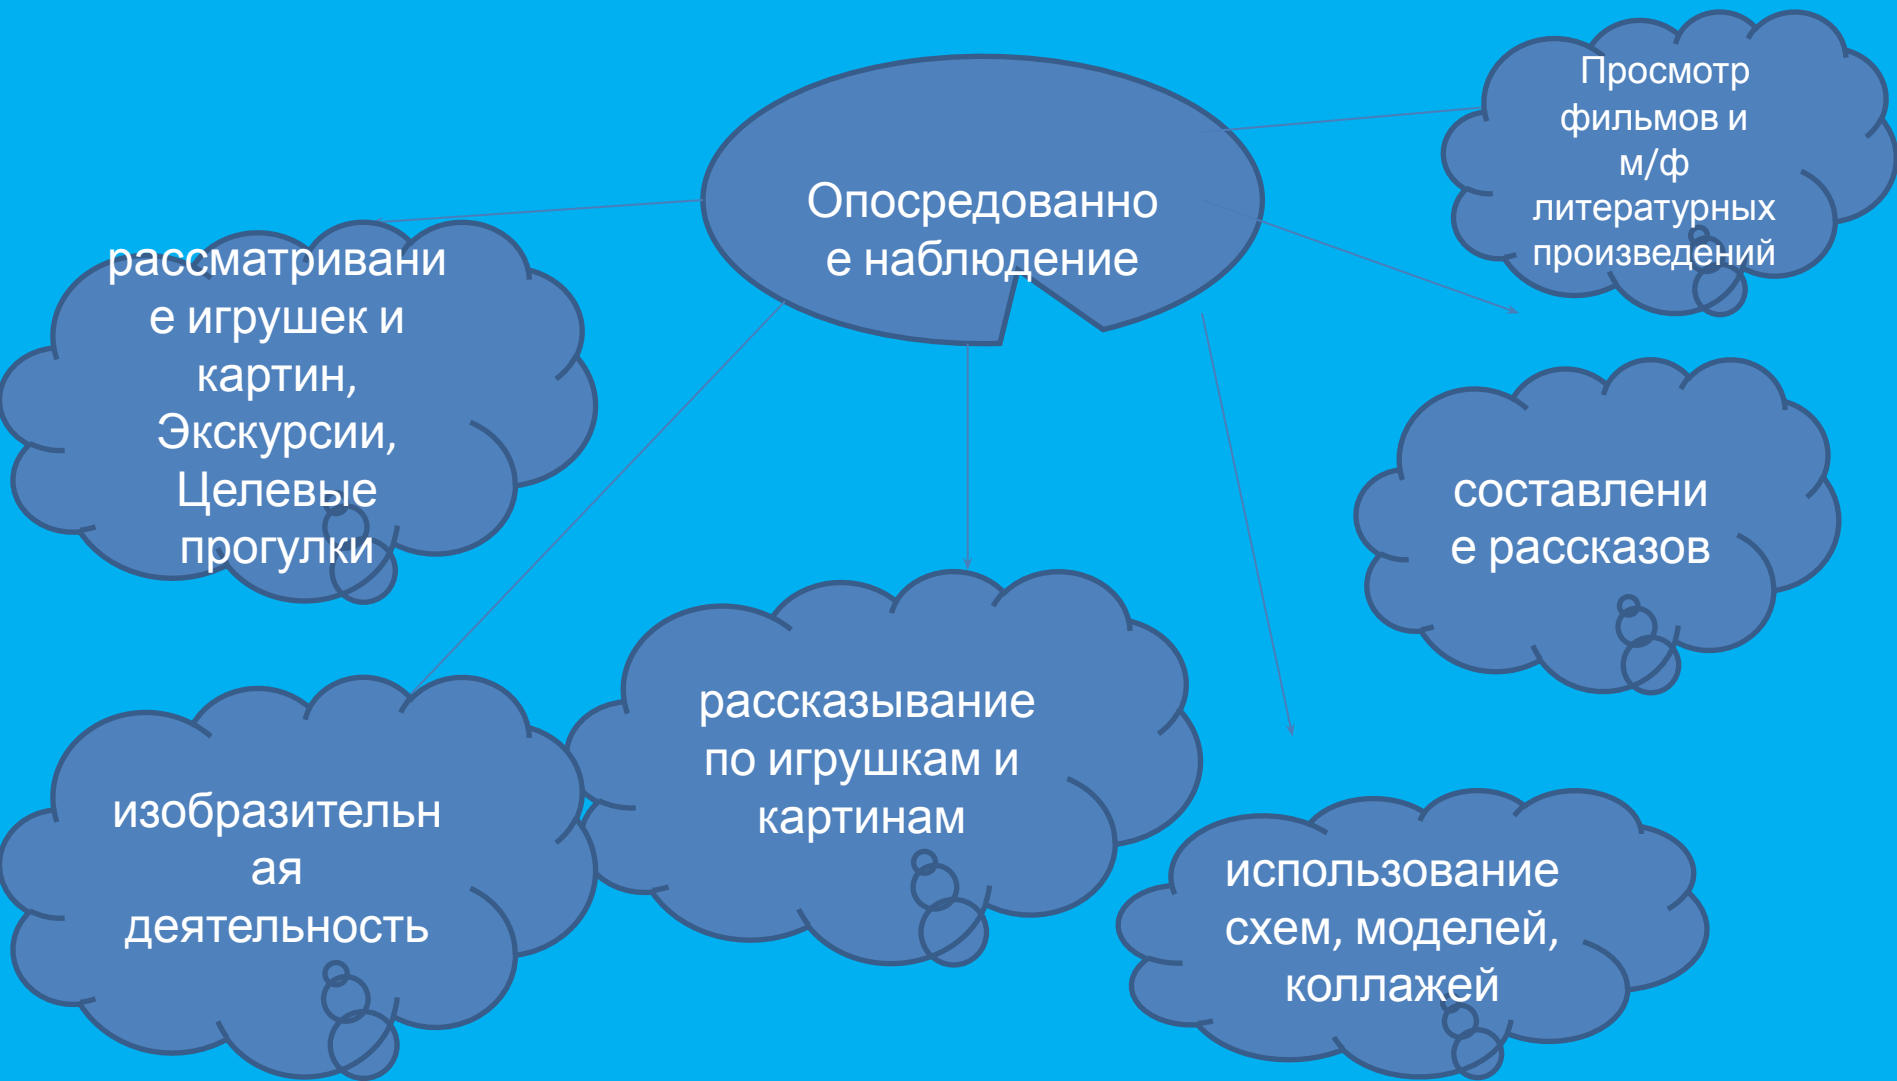 Опосредованно
е наблюдение
Просмотр
фильмов и
м/ф
литературных
произведений
рассматривани
е игрушек и
картин,
Экскурсии,
Целевые
прогулки
составлени
е рассказов
рассказывание
по игрушкам и
картинам
изобразительн
ая
деятельность
использование
схем, моделей,
коллажей